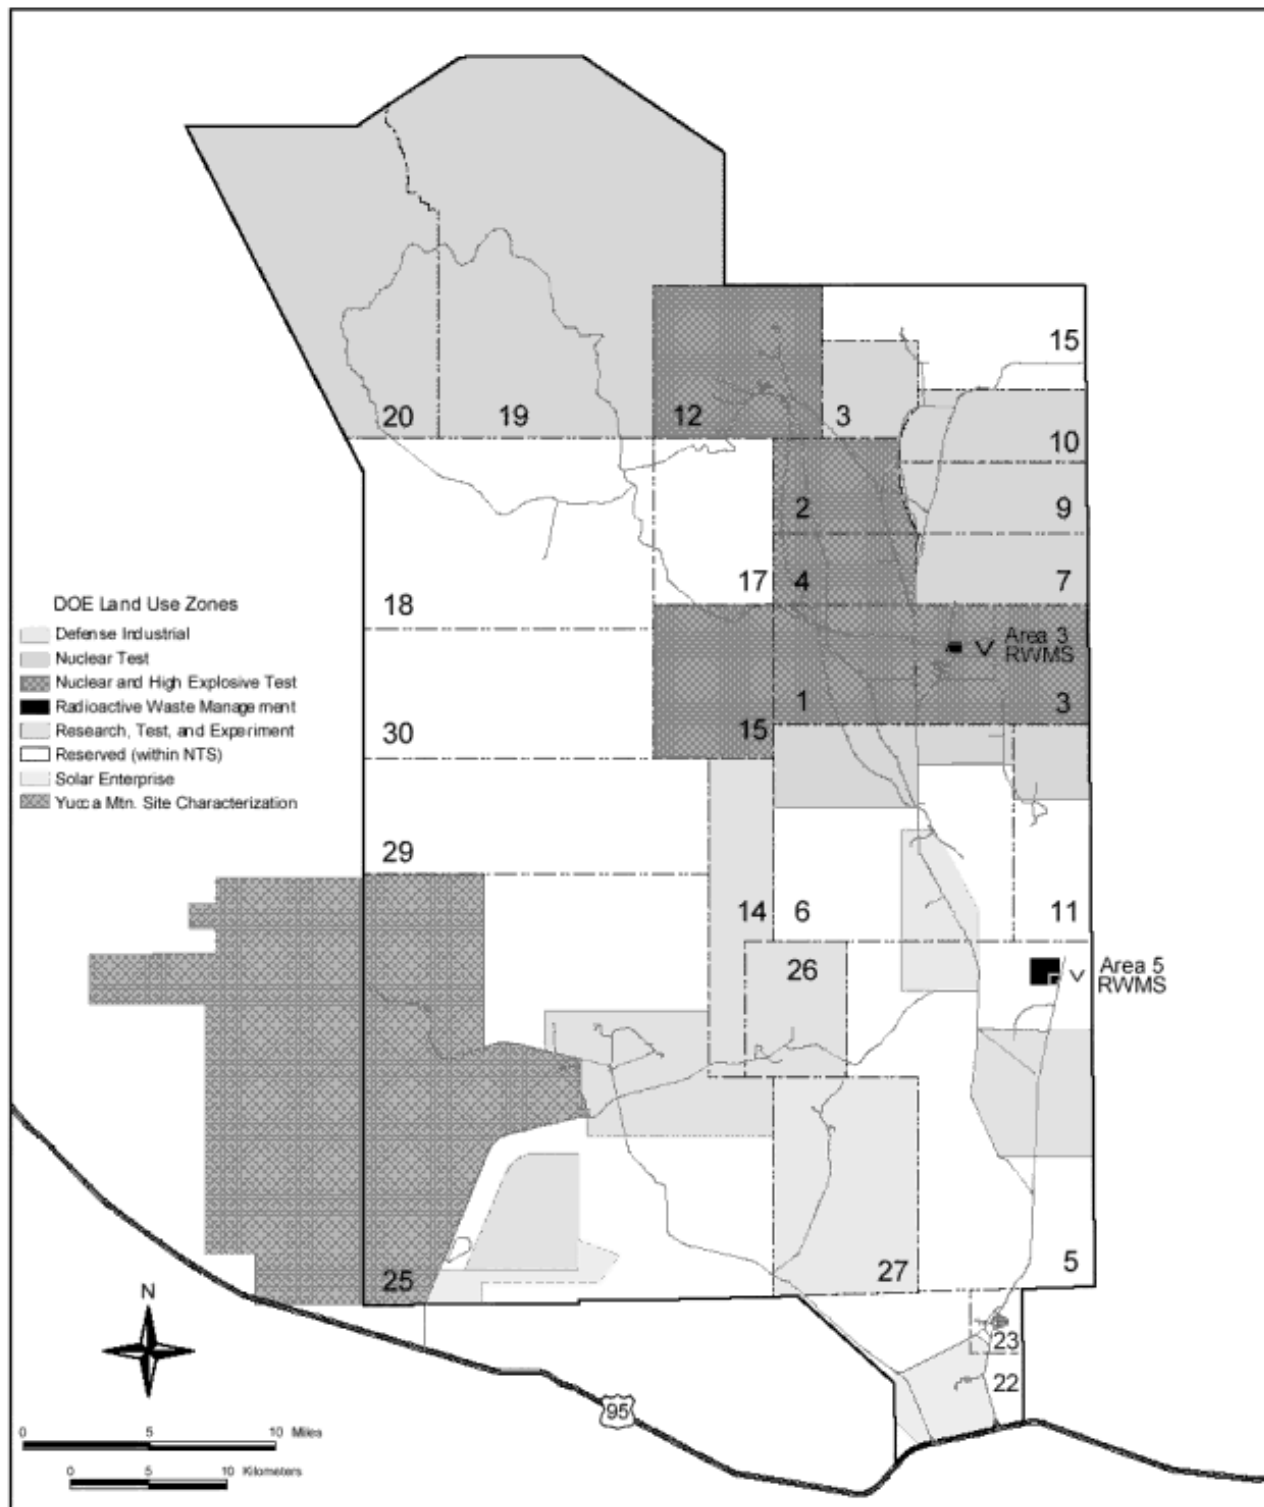 15
20
19
12
3
10
2
9
17
4
7
18
DOE Land Use Zones
Defense Industrial
Nuclear Test
Nuclear and High Explosive Test
Radioactive Waste Management
Research, Test, and Experiment
Reserved (within NTS)
Solar Enterprise
Yucca Mtn. Site Characterization
Area 3
RWMS
1
3
15
30
29
14
6
11
26
Area 5
RWMS
25
27
5
23
22
N
95
0 5 10 Miles
0 5 10 Kilometers